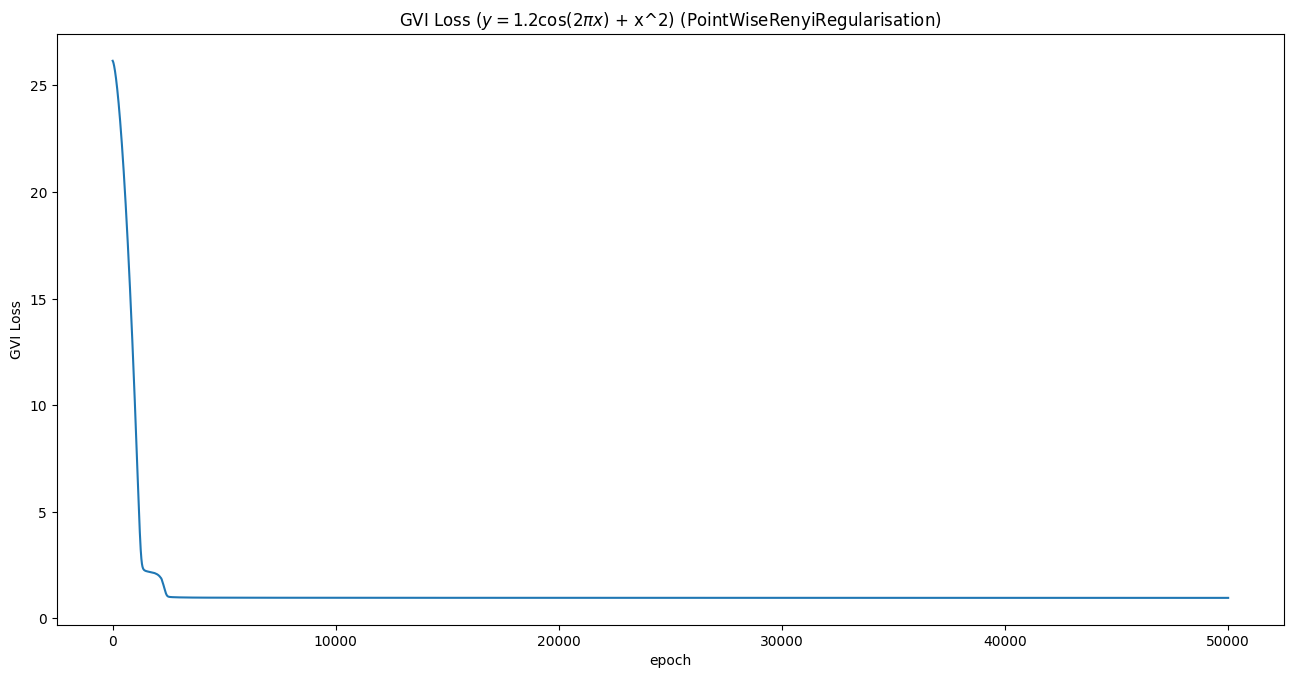 GVI Loss (y = 1.2cos(2πx) + x^2) (PointWiseRenyiRegularisation)
25
20
15
10
5
0
GVI Loss
0 10000 20000 30000 40000 50000
epoch